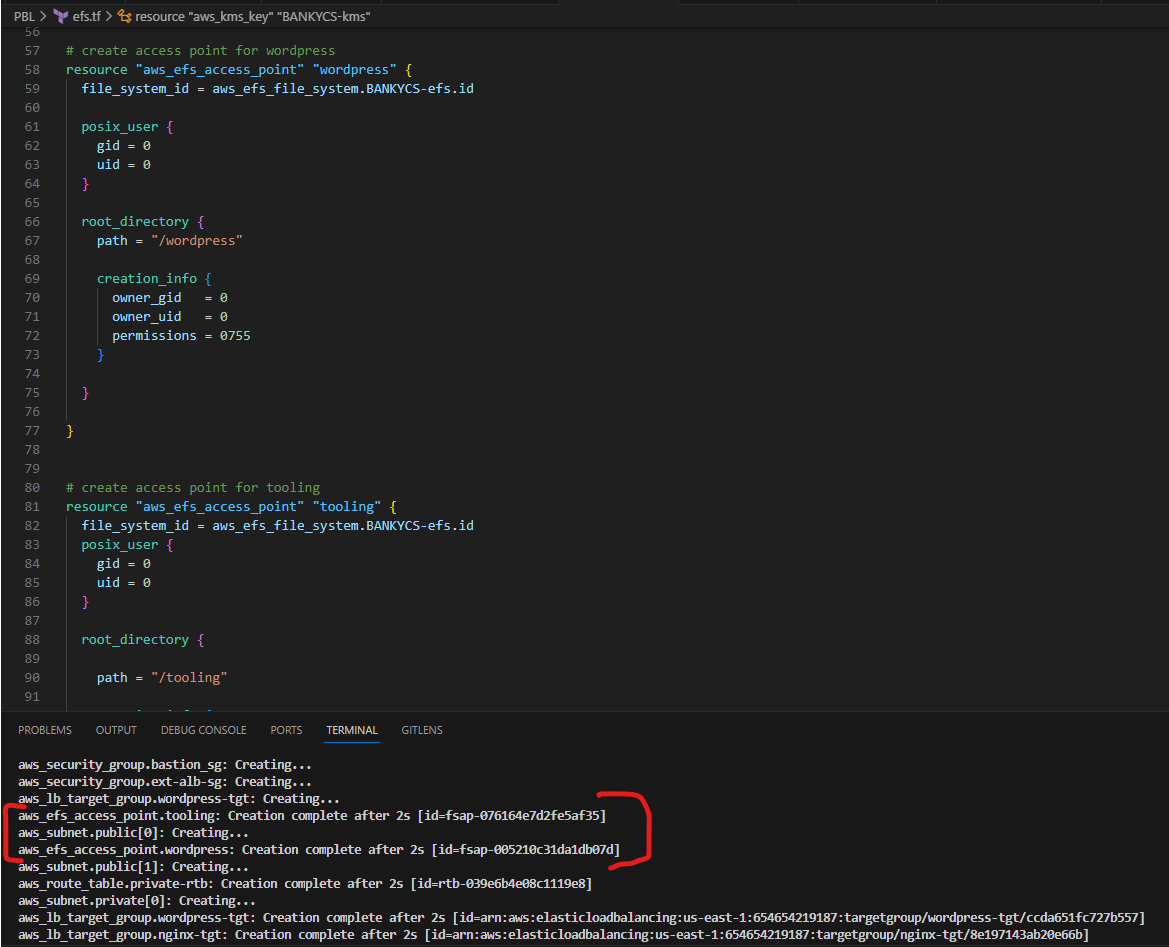 PBL > efs.tf > resource "aws_kms_key" "BANKYCS-kms"
56
57 # create access point for wordpress
58 resource "aws_efs_access_point" "wordpress" {
59 file_system_id = aws_efs_file_system.BANKYCS-efs.id
60
61 posix_user {
62 gid = 0
63 uid = 0
64 }
65
66 root_directory {
67 path = "/wordpress"
68
69 creation_info {
70 owner_gid = 0
71 owner_uid = 0
72 permissions = 0755
73 }
74
75 }
76
77 }
78
79
80 # create access point for tooling
81 resource "aws_efs_access_point" "tooling" {
82 file_system_id = aws_efs_file_system.BANKYCS-efs.id
83 posix_user {
84 gid = 0
85 uid = 0
86 }
87
88 root_directory {
89
90 path = "/tooling"
91
PROBLEMS OUTPUT DEBUG CONSOLE PORTS TERMINAL GITLENS
aws_security_group.bastion_sg: Creating...
aws_security_group.ext-alb-sg: Creating...
aws_lb_target_group.wordpress-tgt: Creating...
aws_efs_access_point.tooling: Creation complete after 2s [id=fsap-076164e7d2fe5af35]
aws_subnet.public[0]: Creating...
aws_efs_access_point.wordpress: Creation complete after 2s [id=fsap-005210c31da1db07d]
aws_subnet.public[1]: Creating...
aws_route_table.private-rtb: Creation complete after 2s [id=rtb-039e6b4e08c1119e8]
aws_subnet.private[0]: Creating...
aws_lb_target_group.wordpress-tgt: Creation complete after 2s [id=arn:aws:elasticloadbalancing:us-east-1:654654219187:targetgroup/wordpress-tgt/ccda651fc727b557]
aws_lb_target_group.nginx-tgt: Creation complete after 2s [id=arn:aws:elasticloadbalancing:us-east-1:654654219187:targetgroup/nginx-tgt/8e197143ab20e66b]